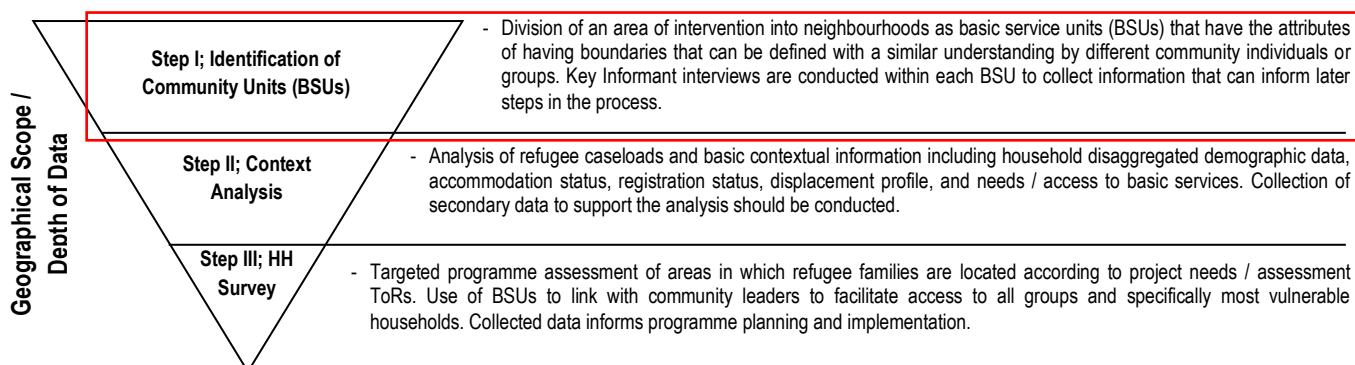 Geographical Scope /
Depth of Data
Step I; Identification of
Community Units (BSUs)
- Division of an area of intervention into neighbourhoods as basic service units (BSUs) that have the attributes
of having boundaries that can be defined with a similar understanding by different community individuals or
groups. Key Informant interviews are conducted within each BSU to collect information that can inform later
steps in the process.
Step II; Context
Analysis
- Analysis of refugee caseloads and basic contextual information including household disaggregated demographic data,
accommodation status, registration status, displacement profile, and needs / access to basic services. Collection of
secondary data to support the analysis should be conducted.
Step III; HH
Survey
- Targeted programme assessment of areas in which refugee families are located according to project needs / assessment
ToRs. Use of BSUs to link with community leaders to facilitate access to all groups and specifically most vulnerable
households. Collected data informs programme planning and implementation.